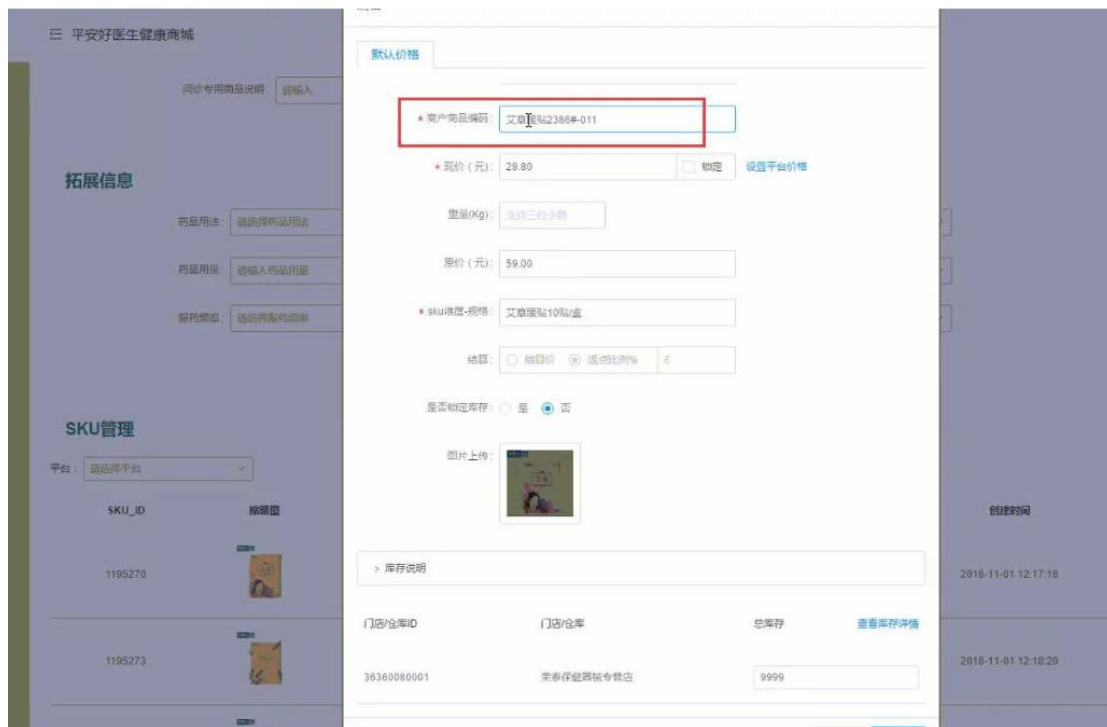 平安好医生健康商城
默认价格
问诊专用商品说明 请输入
* 商户商品编码: 艾草暖贴2386#-011
* 现价 (元): 29.80 锁定 设置平台价格
拓展信息
药品用法: 请选择药品用法
重量(Kg): 支持三位小数
药品用量: 请输入药品用量
原价 (元): 59.00
服药频率: 请选择服药频率
* sku维度-规格: 艾草暖贴10贴/盒
结算: 结算价 返点比例% 6
是否锁定库存: 是 否
SKU管理
图片上传:
平台: 请选择平台
SKU_ID 缩略图 创建时间
> 库存说明
1195270 2018-11-01 12:17:18
门店/仓库ID 门店/仓库 总库存 查看库存详情
1195273 2018-11-01 12:18:20
36360080001 荣泰保健器械专营店 9999